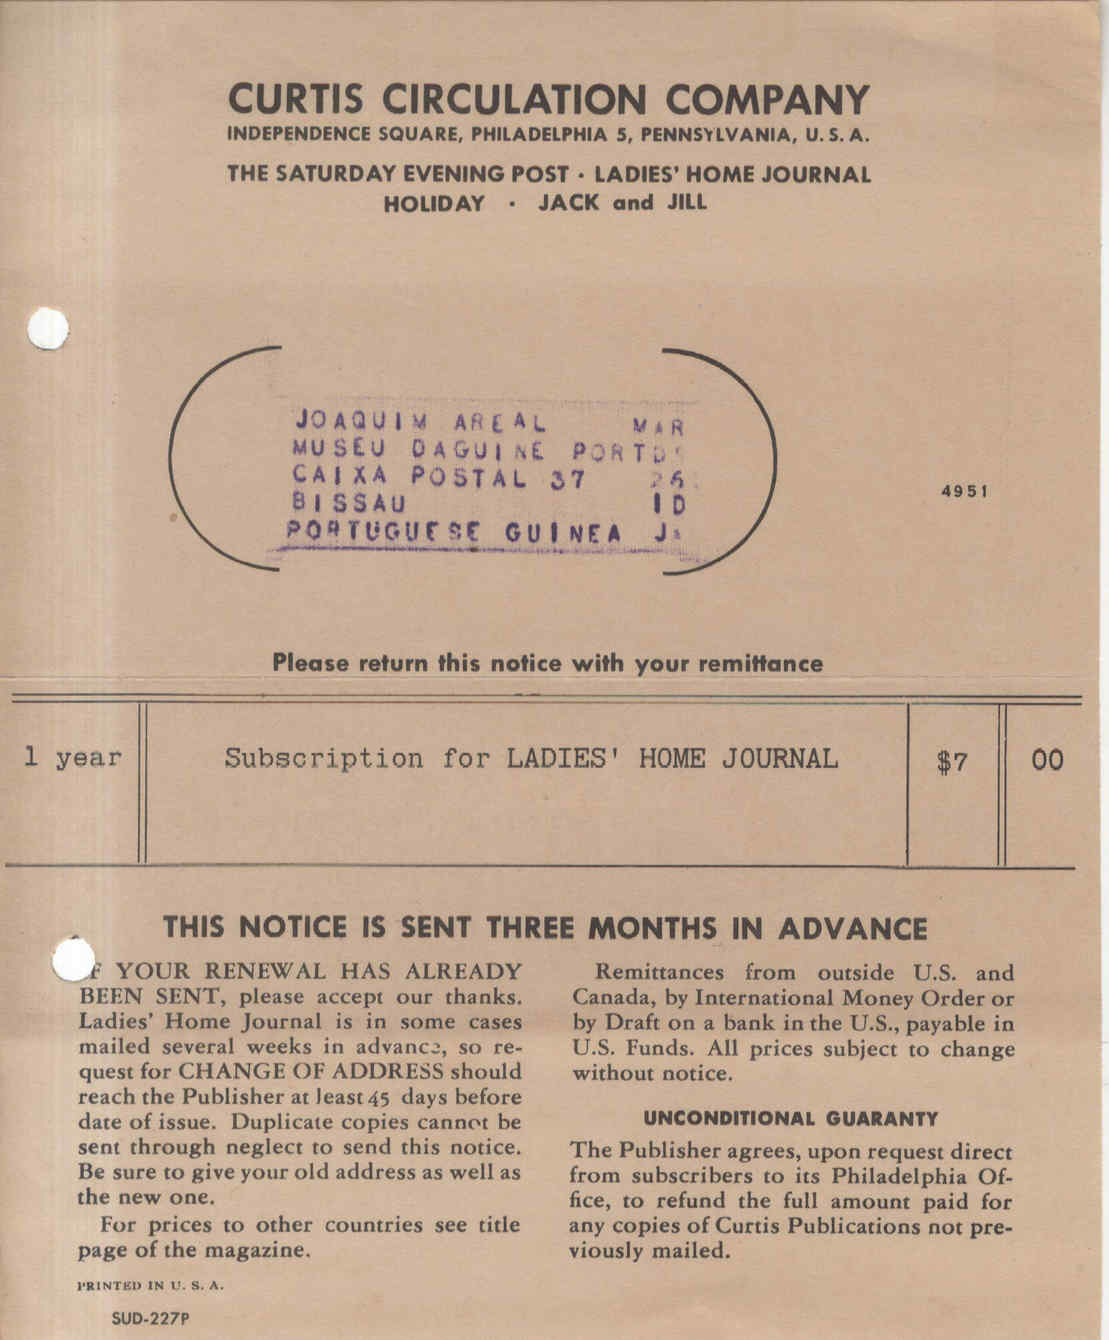 CURTIS CIRCULATION COMPANY
INDEPENDENCE SQUARE, PHILADELPHIA 5, PENNSYLVANIA, U. S. A.
THE SATURDAY EVENING POST · LADIES' HOME JOURNAL
HOLIDAY · JACK and JILL
JOAQUIM AREAL MAR
MUSEU DAGUINE PORT
CAIXA POSTAL 37 26
BISSAU ID
PORTUGUESE GUINEA
4951
Please return this notice with your remittance
1 year Subscription for LADIES' HOME JOURNAL $7 00
THIS NOTICE IS SENT THREE MONTHS IN ADVANCE
F YOUR RENEWAL HAS ALREADY
BEEN SENT, please accept our thanks.
Ladies' Home Journal is in some cases
mailed several weeks in advance, so re-
quest for CHANGE OF ADDRESS should
reach the Publisher at least 45 days before
date of issue. Duplicate copies cannot be
sent through neglect to send this notice.
Be sure to give your old address as well as
the new one.
For prices to other countries see title
page of the magazine.
PRINTED IN U. S. A.
SUD-227P
Remittances from outside U.S. and
Canada, by International Money Order or
by Draft on a bank in the U.S., payable in
U.S. Funds. All prices subject to change
without notice.
UNCONDITIONAL GUARANTY
The Publisher agrees, upon request direct
from subscribers to its Philadelphia Of-
fice, to refund the full amount paid for
any copies of Curtis Publications not pre-
viously mailed.